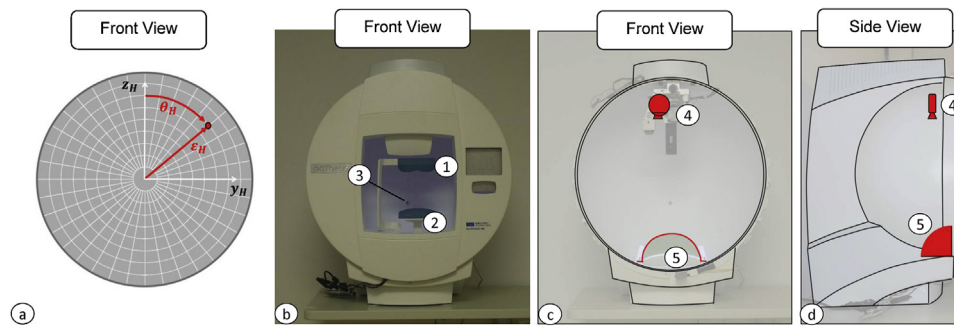 Front View
Front View
Front View
Side View
z_H
θ_H
ε_H
y_H
1
3
2
4
5
4
5
a
b
c
d